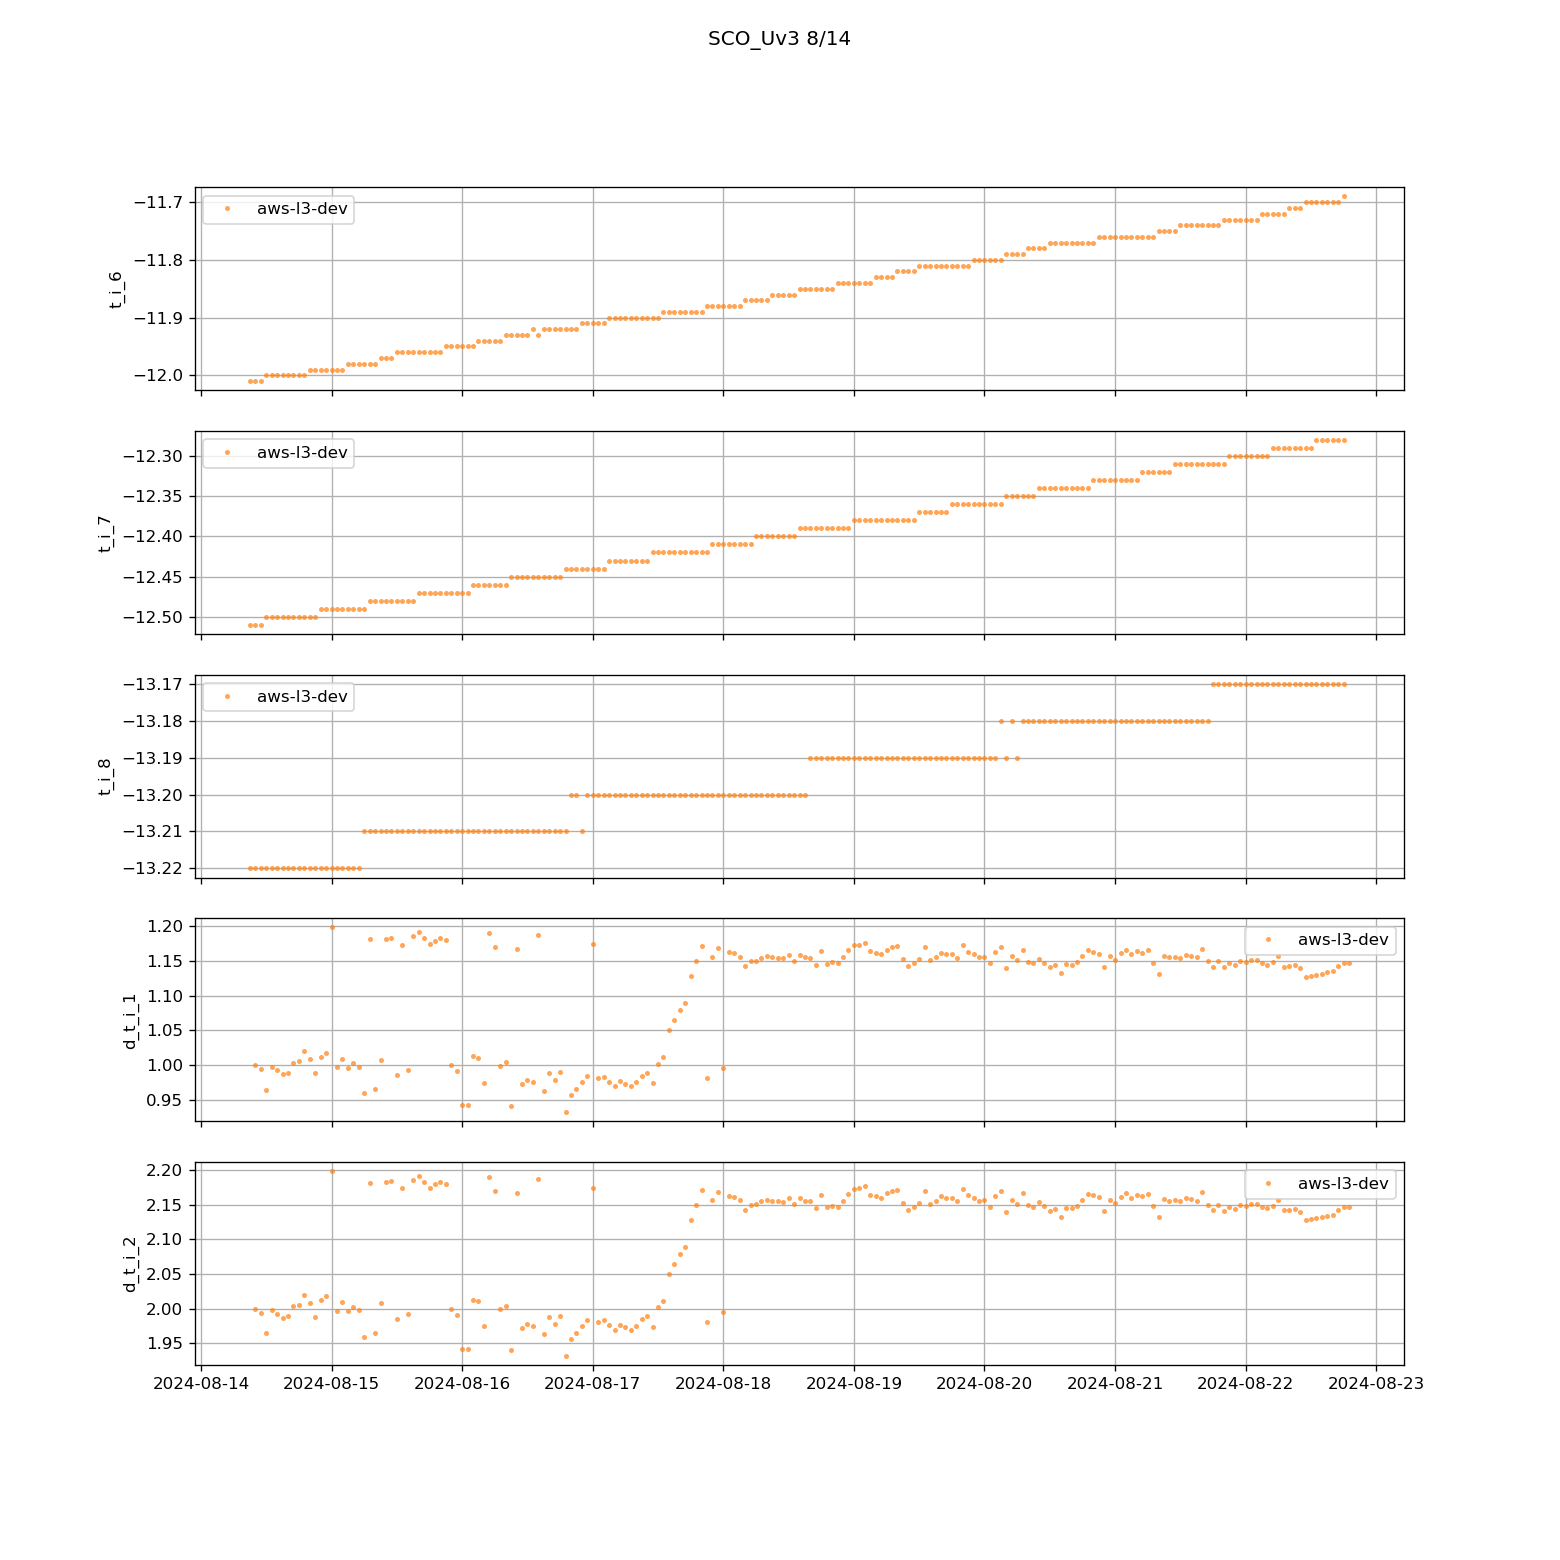 SCO_Uv3 8/14
−11.7
−11.8
−11.9
−12.0
t_i_6
aws-l3-dev
−12.30
−12.35
−12.40
−12.45
−12.50
t_i_7
aws-l3-dev
−13.17
−13.18
−13.19
−13.20
−13.21
−13.22
t_i_8
aws-l3-dev
1.20
1.15
1.10
1.05
1.00
0.95
d_t_i_1
aws-l3-dev
2.20
2.15
2.10
2.05
2.00
1.95
d_t_i_2
aws-l3-dev
2024-08-14 2024-08-15 2024-08-16 2024-08-17 2024-08-18 2024-08-19 2024-08-20 2024-08-21 2024-08-22 2024-08-23